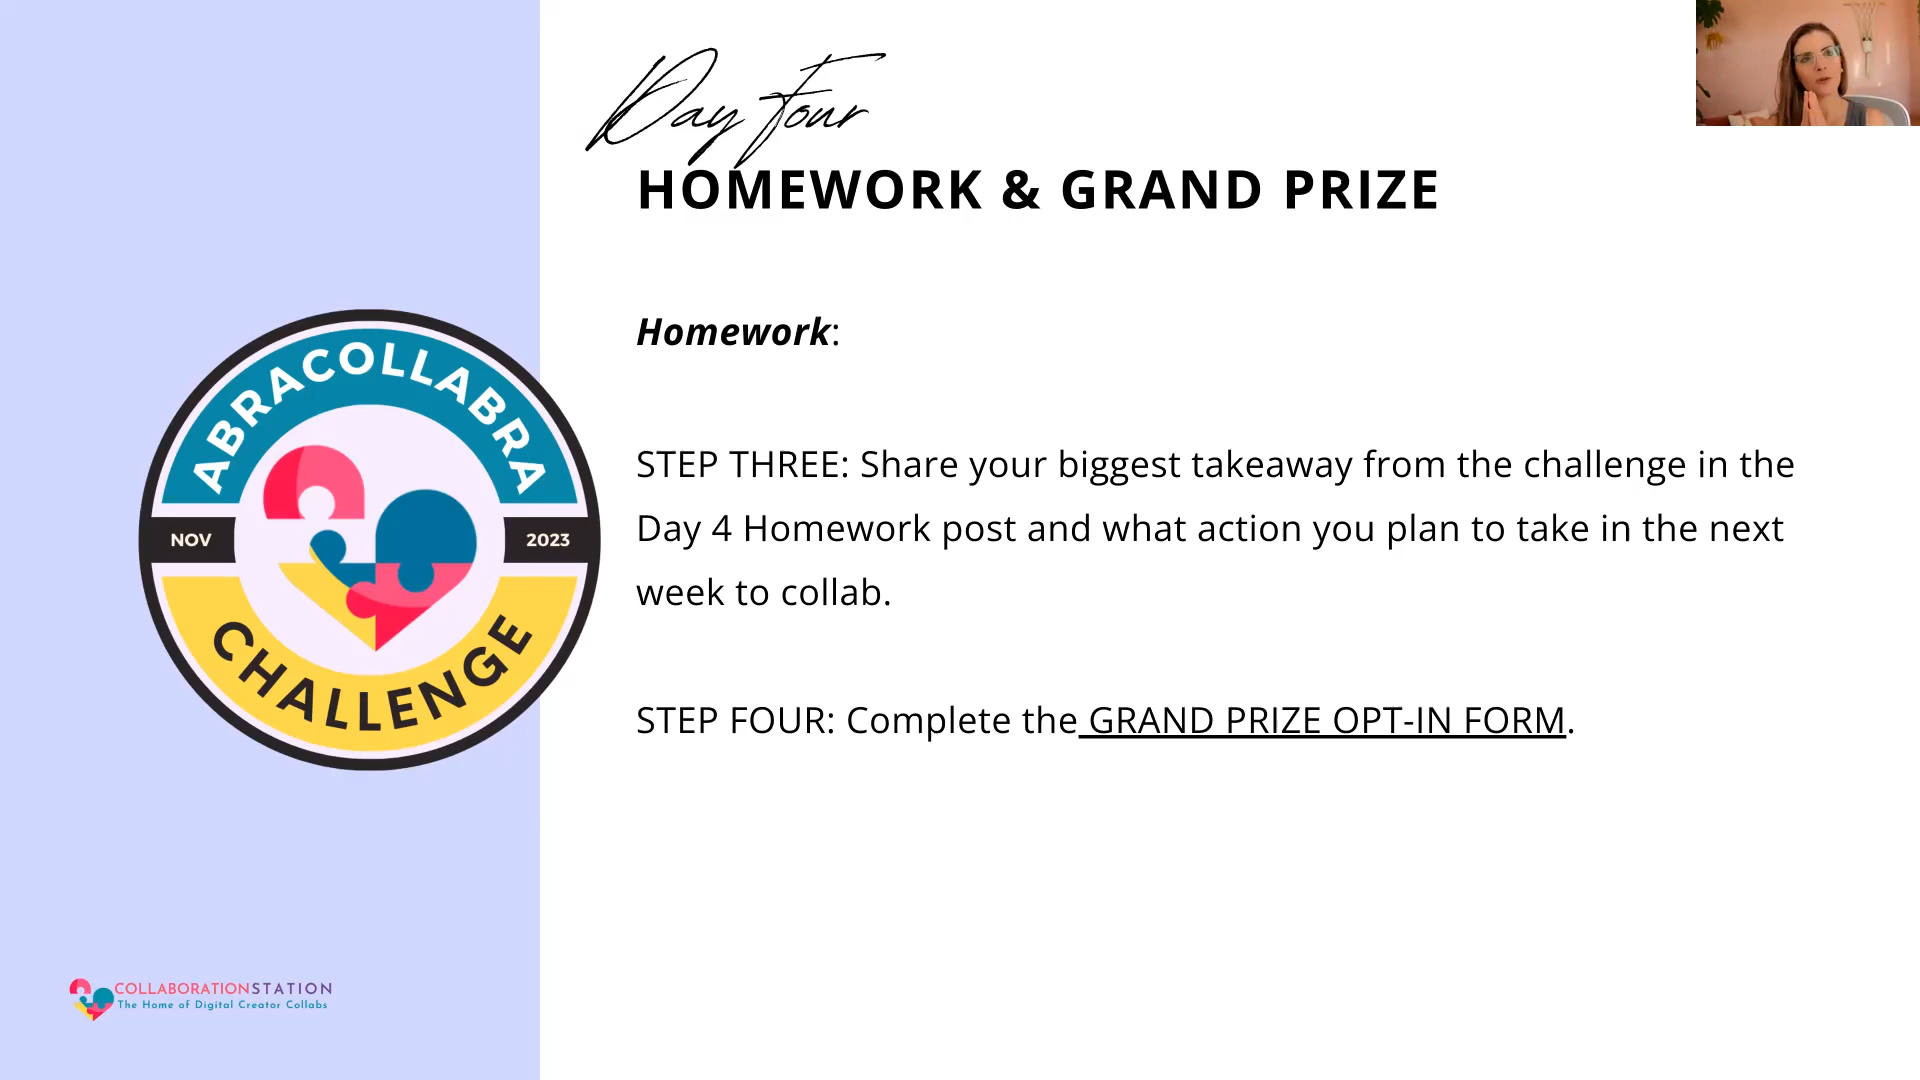 Day Four
HOMEWORK & GRAND PRIZE
Homework:
STEP THREE: Share your biggest takeaway from the challenge in the
Day 4 Homework post and what action you plan to take in the next
week to collab.
STEP FOUR: Complete the GRAND PRIZE OPT-IN FORM.
ABRACOLLABRA
NOV
2023
CHALLENGE
COLLABORATIONSTATION
The Home of Digital Creator Collabs